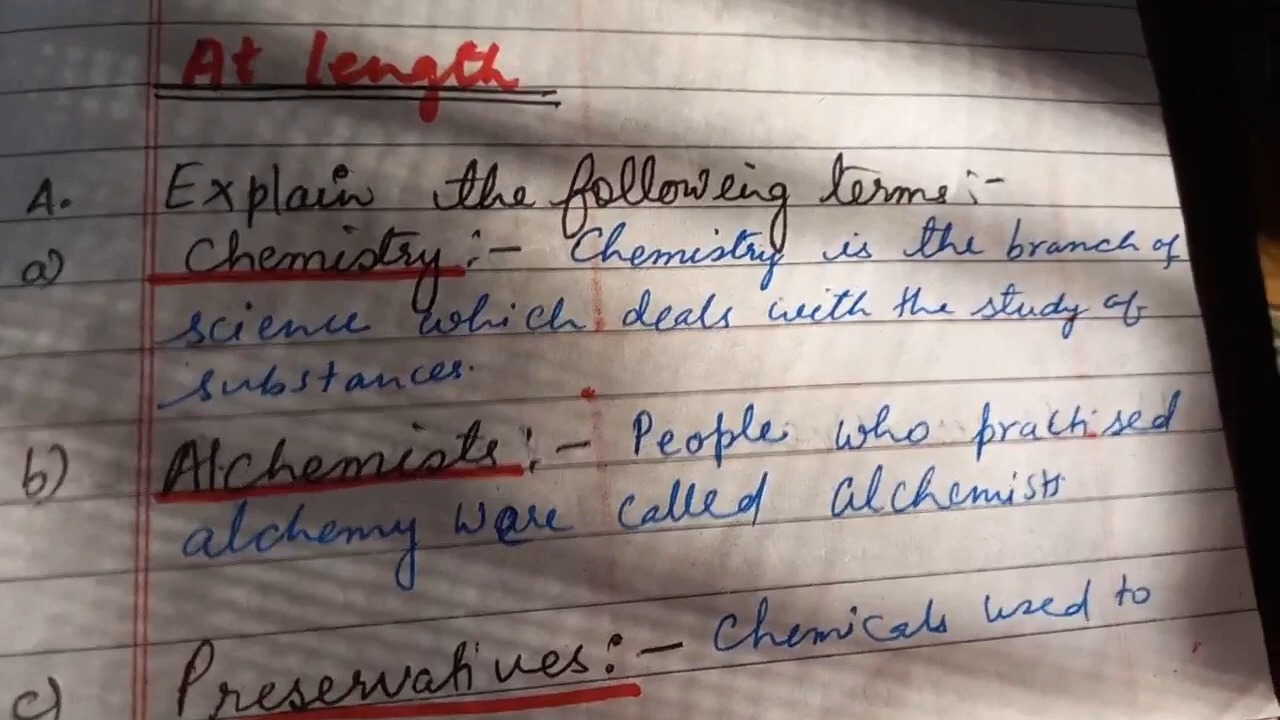 At length
A. Explain the following terms:-
a) Chemistry:- Chemistry is the branch of
science which deals with the study of
substances.
b) Alchemists:- People who practised
alchemy were called alchemists
c) Preservatives:- Chemicals used to